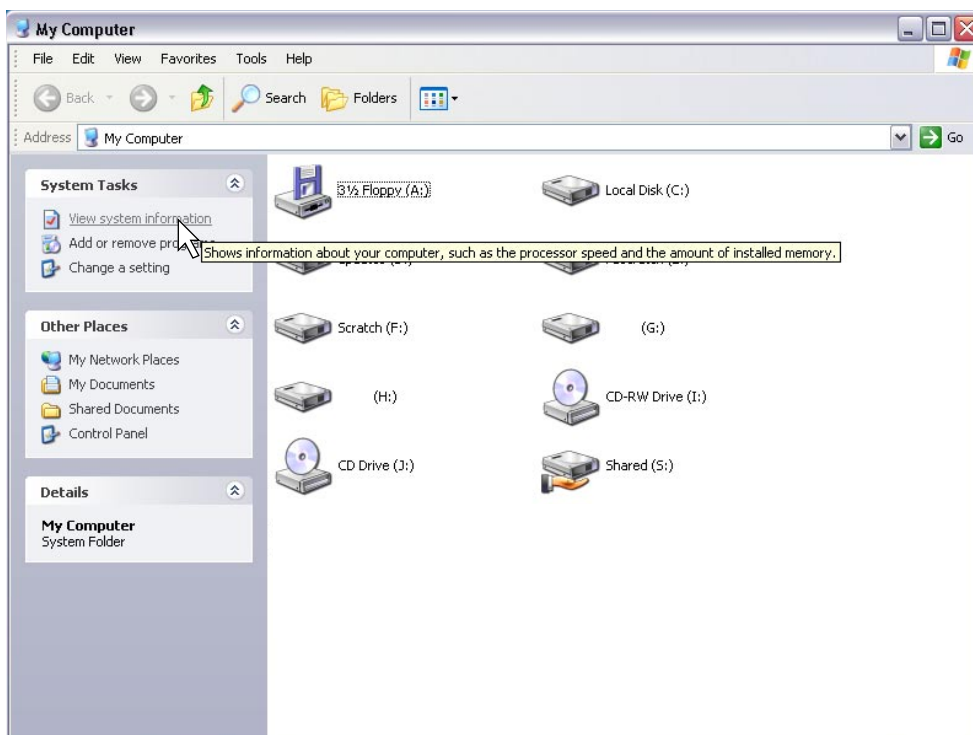 My Computer
File Edit View Favorites Tools Help
Back Search Folders
Address My Computer Go
System Tasks
View system information
Add or remove
Change a setting
Shows information about your computer, such as the processor speed and the amount of installed memory.
Other Places
My Network Places
My Documents
Shared Documents
Control Panel
Details
My Computer
System Folder
3½ Floppy (A:)
Local Disk (C:)
Scratch (F:)
(G:)
(H:)
CD-RW Drive (I:)
CD Drive (J:)
Shared (S:)